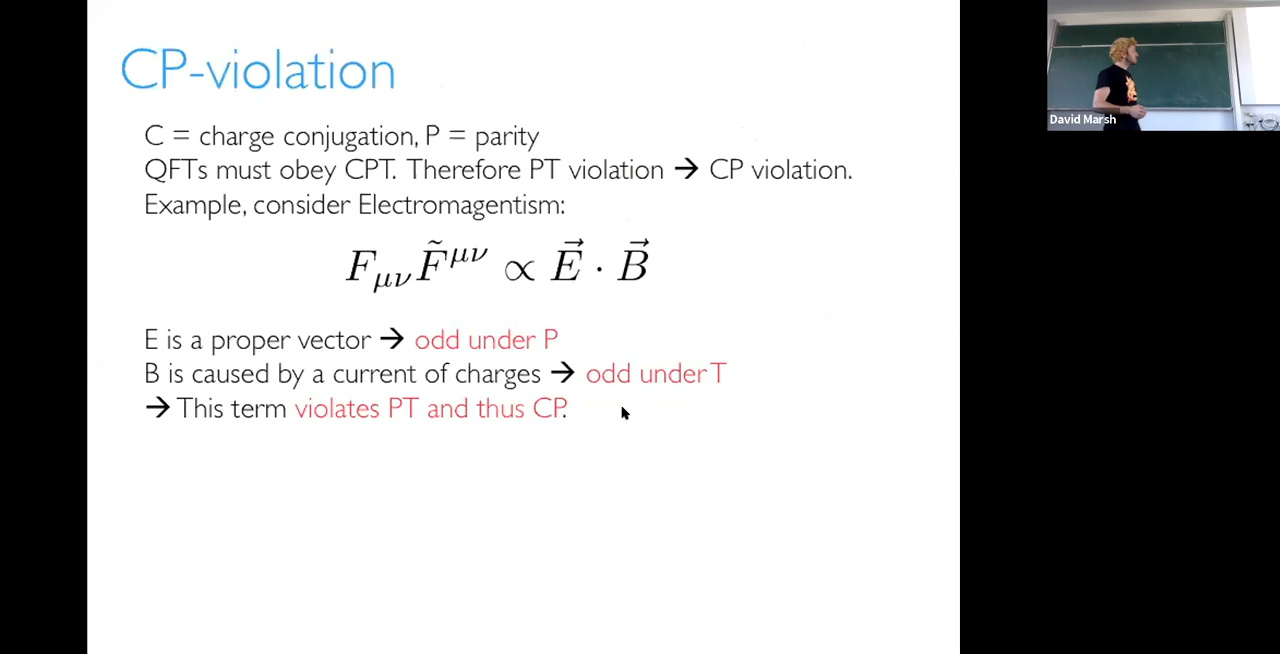 CP-violation
C = charge conjugation, P = parity
QFTs must obey CPT. Therefore PT violation → CP violation.
Example, consider Electromagentism:
F_{μν} F̃^{μν} ∝ E⃗ · B⃗
E is a proper vector → odd under P
B is caused by a current of charges → odd under T
→ This term violates PT and thus CP.
David Marsh